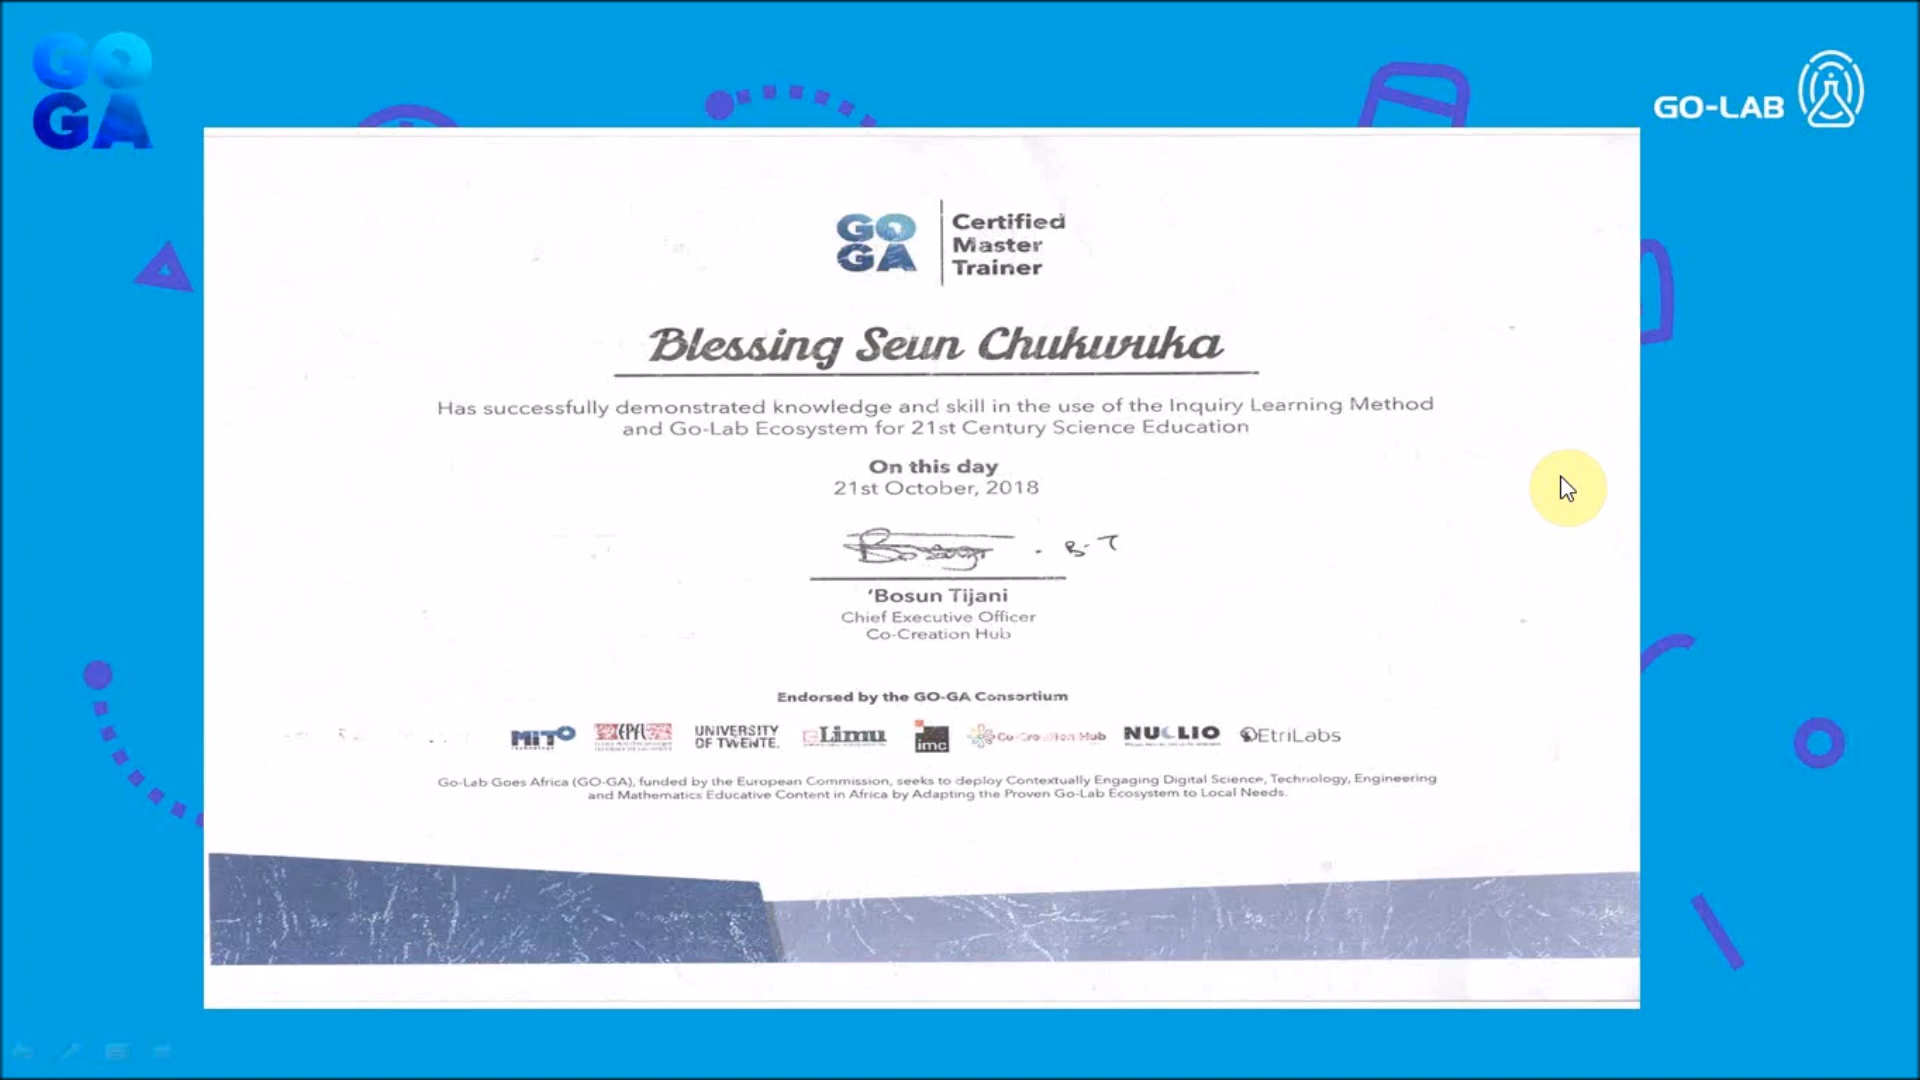 GO
GA
GO-LAB
GO
GA
Certified
Master
Trainer
Blessing Seun Chukwuka
Has successfully demonstrated knowledge and skill in the use of the Inquiry Learning Method
and Go-Lab Ecosystem for 21st Century Science Education
On this day
21st October, 2018
B.T
'Bosun Tijani
Chief Executive Officer
Co-Creation Hub
Endorsed by the GO-GA Consortium
MiTO EPFL UNIVERSITY OF TWENTE. eLimu imc Co-Creation Hub NUCLIO EtriLabs
Go-Lab Goes Africa (GO-GA), funded by the European Commission, seeks to deploy Contextually Engaging Digital Science, Technology, Engineering
and Mathematics Educative Content in Africa by Adapting the Proven Go-Lab Ecosystem to Local Needs.